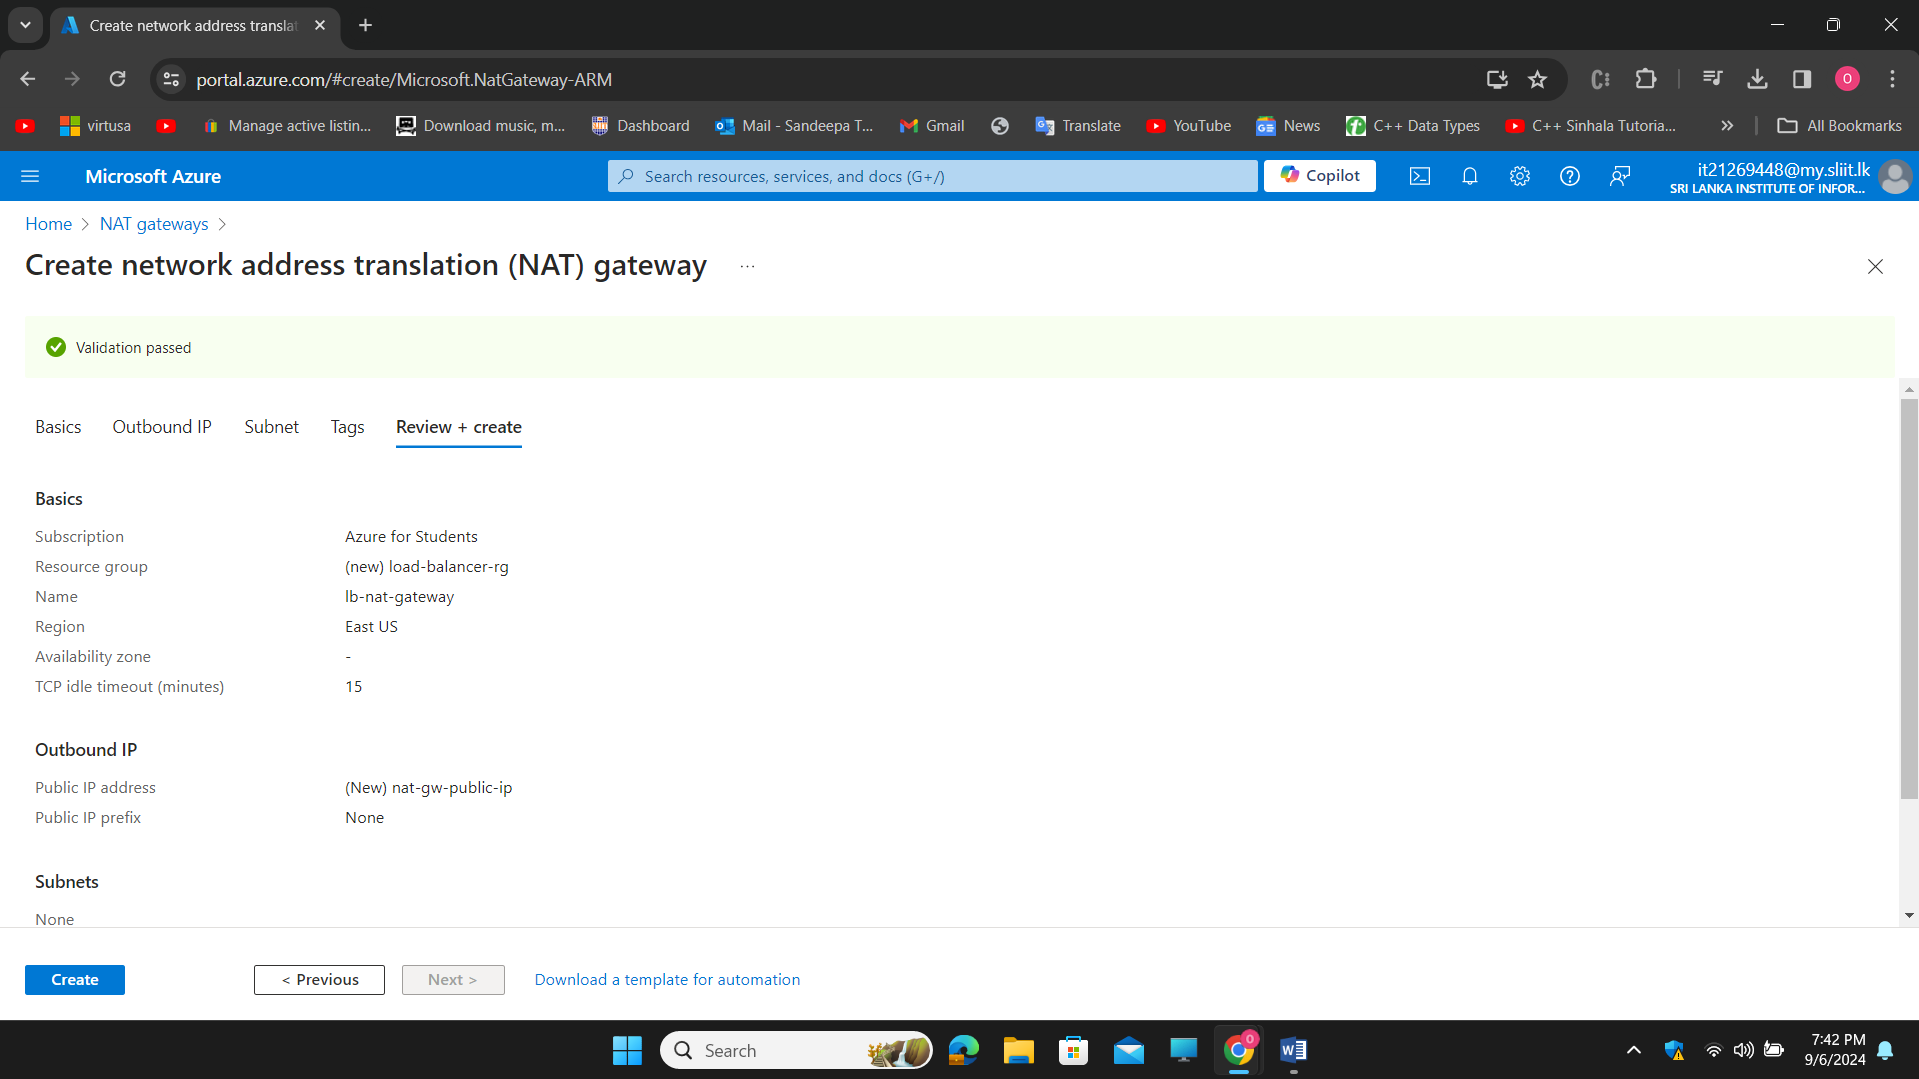 Create network address translat
portal.azure.com/#create/Microsoft.NatGateway-ARM
O
virtusa
Manage active listin...
Download music, m...
Dashboard
Mail - Sandeepa T...
Gmail
Translate
YouTube
News
C++ Data Types
C++ Sinhala Tutoria...
All Bookmarks
Microsoft Azure
Search resources, services, and docs (G+/)
Copilot
it21269448@my.sliit.lk
SRI LANKA INSTITUTE OF INFOR...
Home > NAT gateways >
Create network address translation (NAT) gateway ...
Validation passed
Basics Outbound IP Subnet Tags Review + create
Basics
Subscription Azure for Students
Resource group (new) load-balancer-rg
Name lb-nat-gateway
Region East US
Availability zone -
TCP idle timeout (minutes) 15
Outbound IP
Public IP address (New) nat-gw-public-ip
Public IP prefix None
Subnets
None
Create < Previous Next > Download a template for automation
Search
7:42 PM
9/6/2024